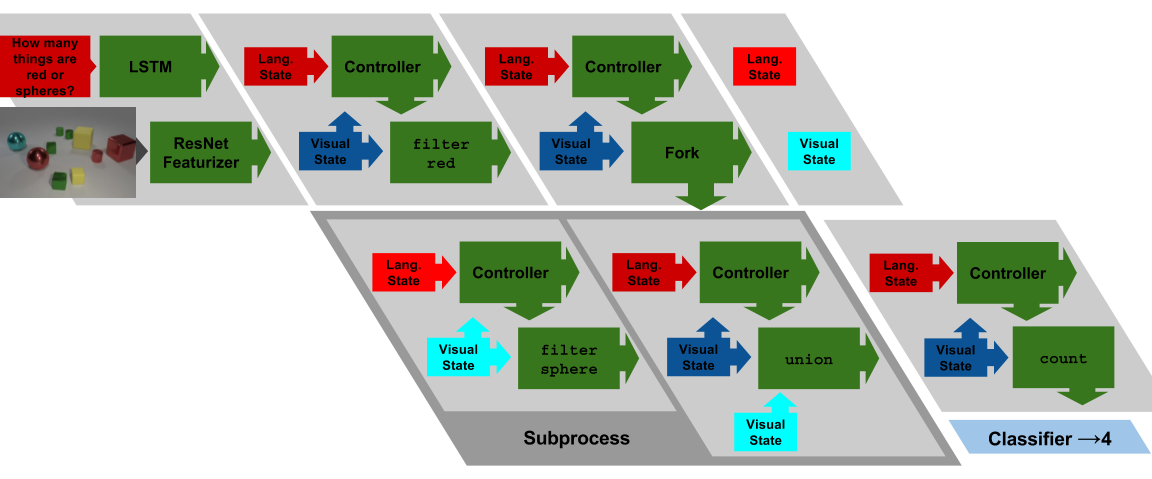 How many
things are
red or
spheres?
LSTM
ResNet
Featurizer
Lang.
State
Controller
Visual
State
filter
red
Lang.
State
Controller
Visual
State
Fork
Lang.
State
Visual
State
Lang.
State
Controller
Visual
State
filter
sphere
Subprocess
Lang.
State
Controller
Visual
State
union
Visual
State
Lang.
State
Controller
Visual
State
count
Classifier →4